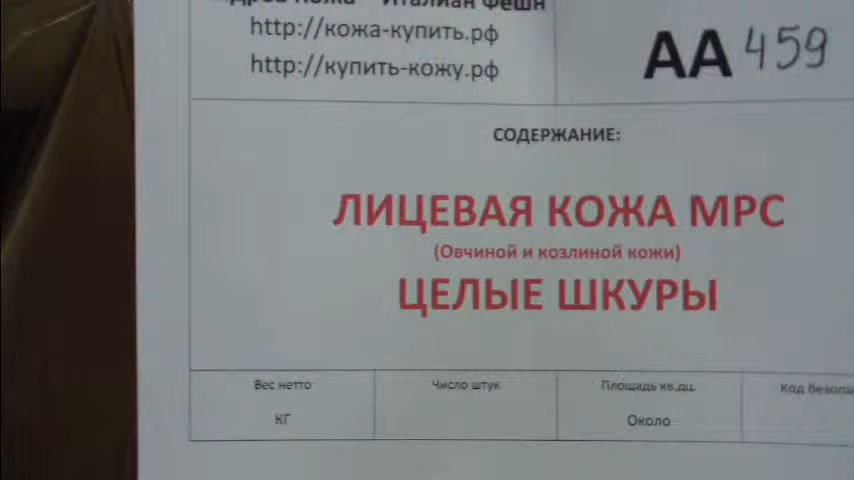 Италиан Фешн
http://кожа-купить.рф
http://купить-кожу.рф
АА 459
СОДЕРЖАНИЕ:
ЛИЦЕВАЯ КОЖА МРС
(Овчиной и козлиной кожи)
ЦЕЛЫЕ ШКУРЫ
Вес нетто
Число штук
Площадь кв.дц.
Код
КГ
Около